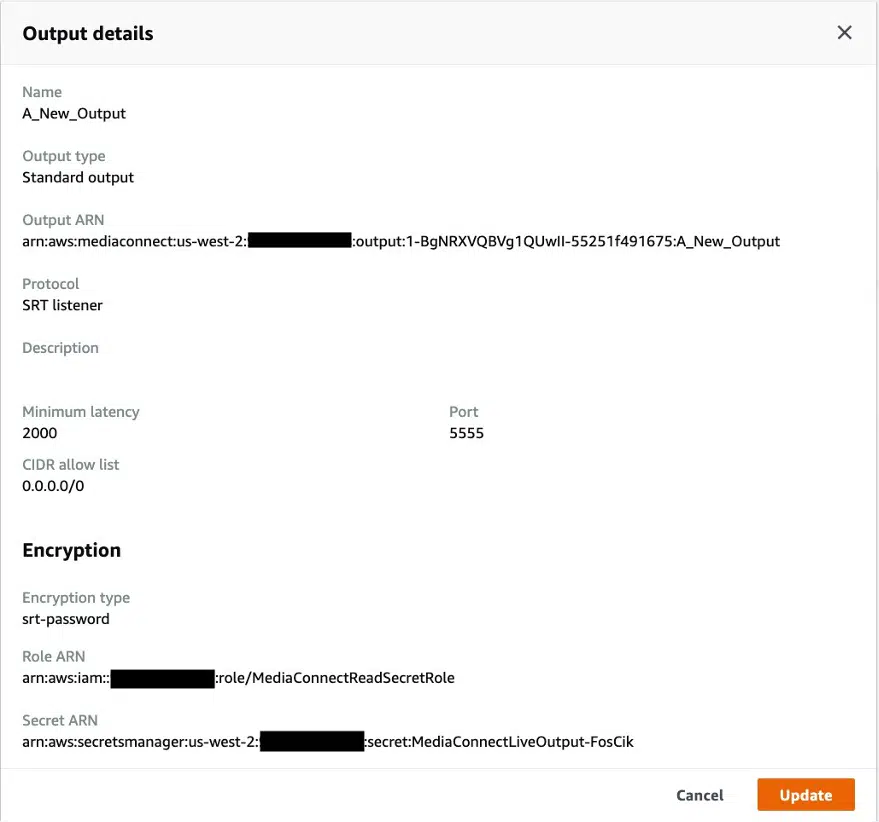 Output details
Name
A_New_Output
Output type
Standard output
Output ARN
arn:aws:mediaconnect:us-west-2: :output:1-BgNRXVQBVg1QUwII-55251f491675:A_New_Output
Protocol
SRT listener
Description
Minimum latency
Port
2000
5555
CIDR allow list
0.0.0.0/0
Encryption
Encryption type
srt-password
Role ARN
arn:aws:iam:: :role/MediaConnectReadSecretRole
Secret ARN
arn:aws:secretsmanager:us-west-2: :secret:MediaConnectLiveOutput-FosCik
Cancel
Update